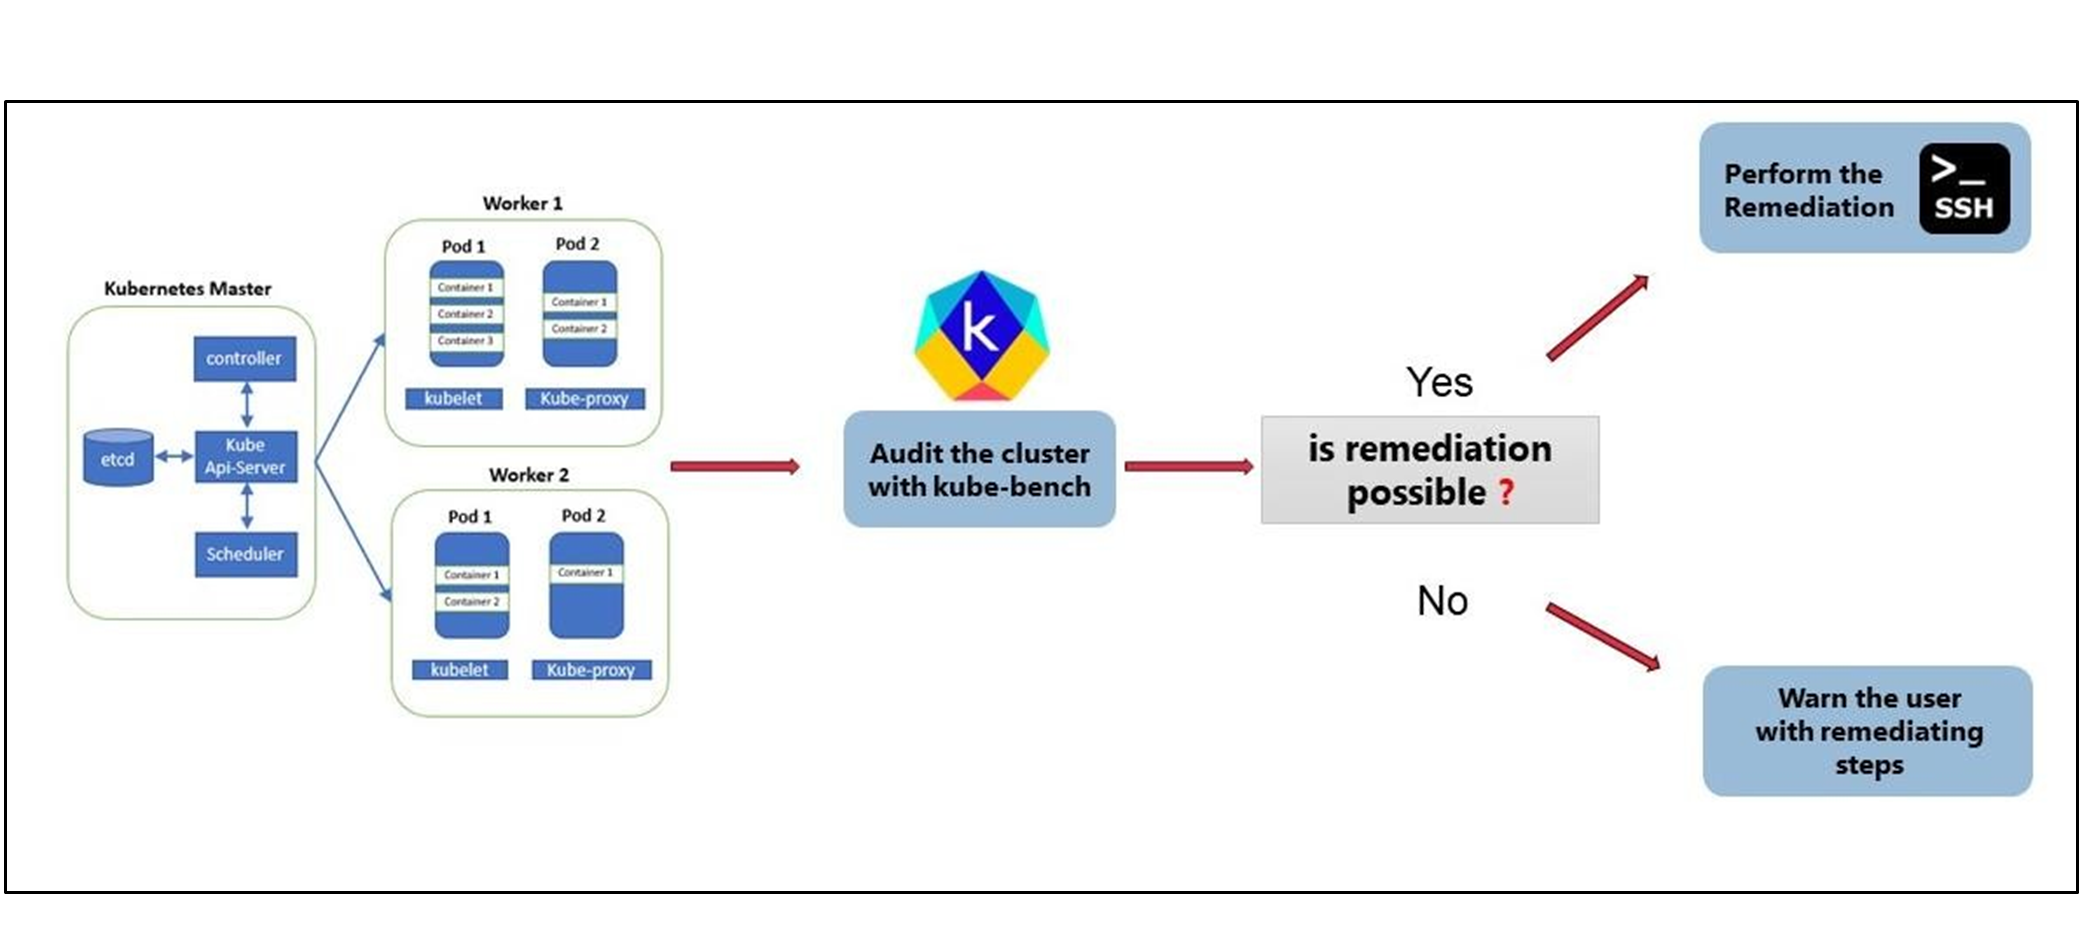 Kubernetes Master
controller
etcd
Kube
Api-Server
Scheduler
Worker 1
Pod 1
Container 1
Container 2
Container 3
Pod 2
Container 1
Container 2
kubelet
Kube-proxy
Worker 2
Pod 1
Container 1
Container 2
Pod 2
Container 1
kubelet
Kube-proxy
k
Audit the cluster
with kube-bench
Yes
is remediation
possible ?
No
Perform the
Remediation
>_
SSH
Warn the user
with remediating
steps